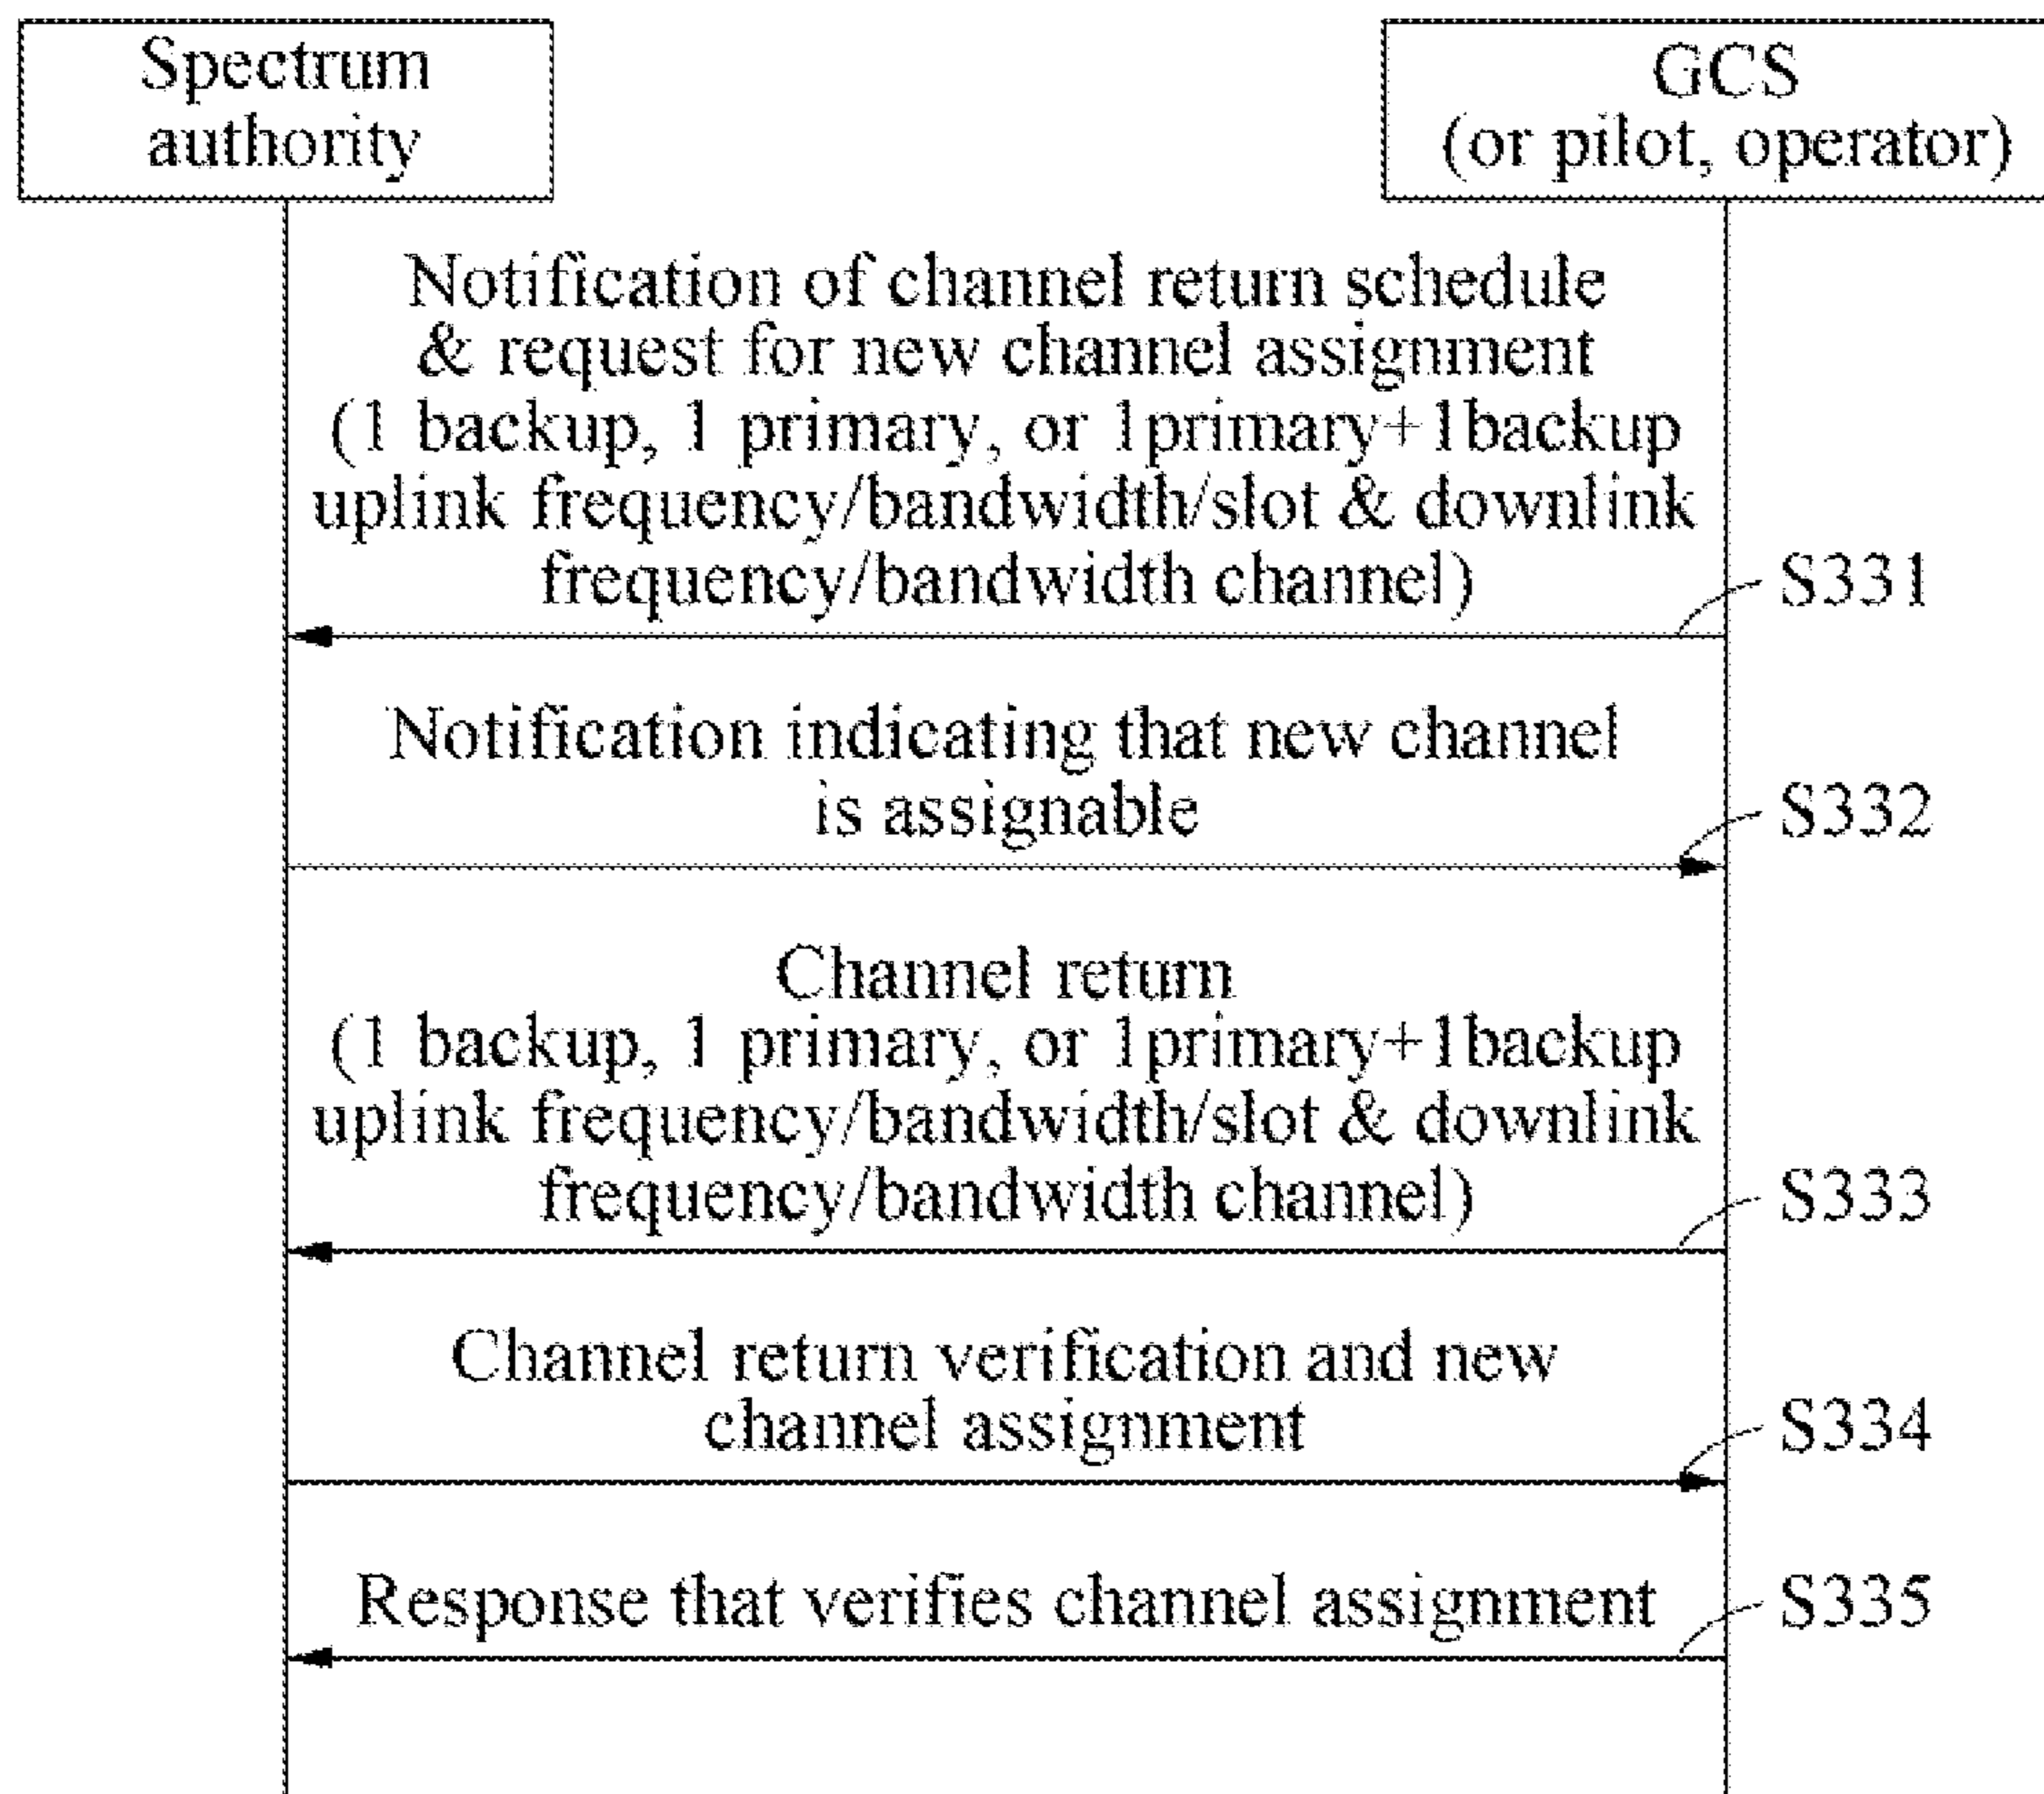 Spectrum
authority
GCS
(or pilot, operator)
Notification of channel return schedule
& request for new channel assignment
(1 backup, 1 primary, or 1primary+1backup
uplink frequency/bandwidth/slot & downlink
frequency/bandwidth channel)
S331
Notification indicating that new channel
is assignable
S332
Channel return
(1 backup, 1 primary, or 1primary+1backup
uplink frequency/bandwidth/slot & downlink
frequency/bandwidth channel)
S333
Channel return verification and new
channel assignment
S334
Response that verifies channel assignment
S335